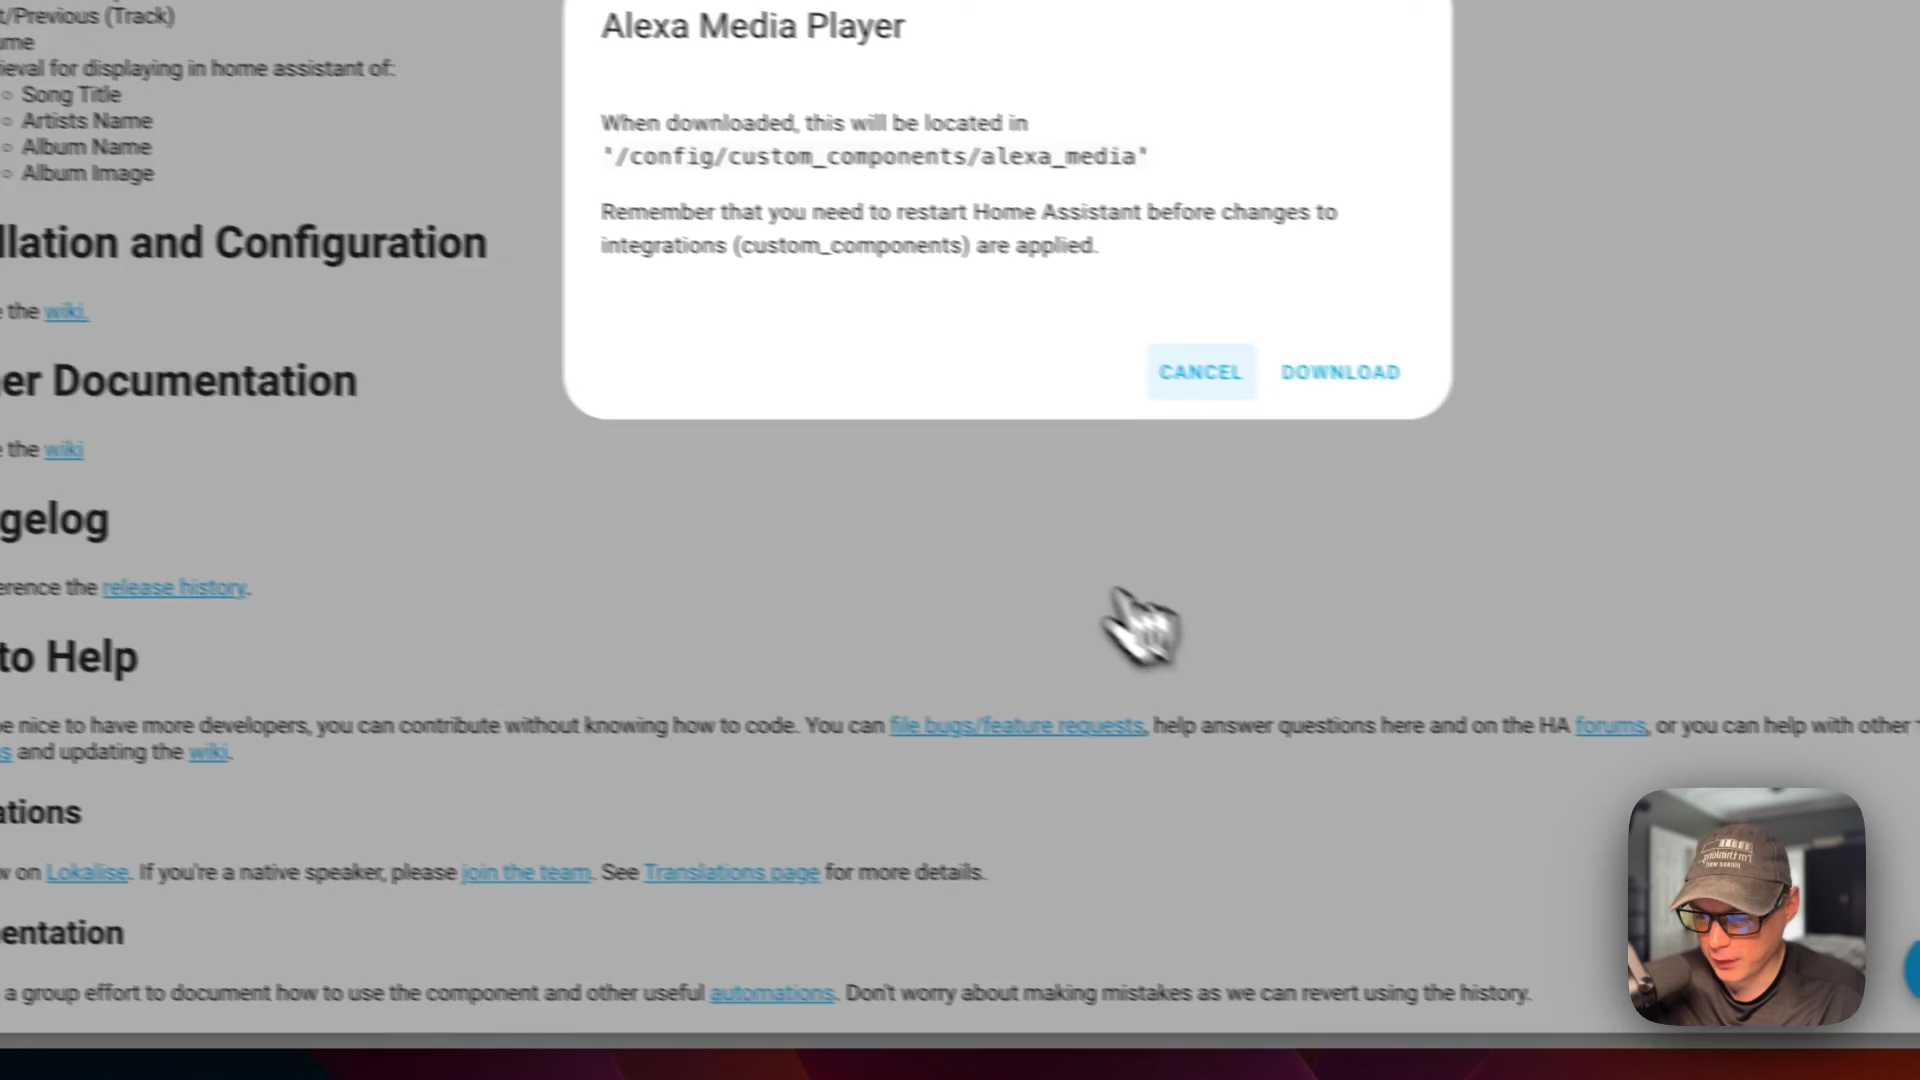 t/Previous (Track)
ume
ieval for displaying in home assistant of:
Song Title
Artists Name
Album Name
Album Image
llation and Configuration
e the wiki.
er Documentation
e the wiki
gelog
erence the release history.
to Help
e nice to have more developers, you can contribute without knowing how to code. You can file bugs/feature requests, help answer questions here and on the HA forums, or you can help with other
s and updating the wiki.
ations
w on Lokalise. If you're a native speaker, please join the team. See Translations page for more details.
entation
a group effort to document how to use the component and other useful automations. Don't worry about making mistakes as we can revert using the history.
Alexa Media Player
When downloaded, this will be located in
'/config/custom_components/alexa_media'
Remember that you need to restart Home Assistant before changes to
integrations (custom_components) are applied.
CANCEL DOWNLOAD